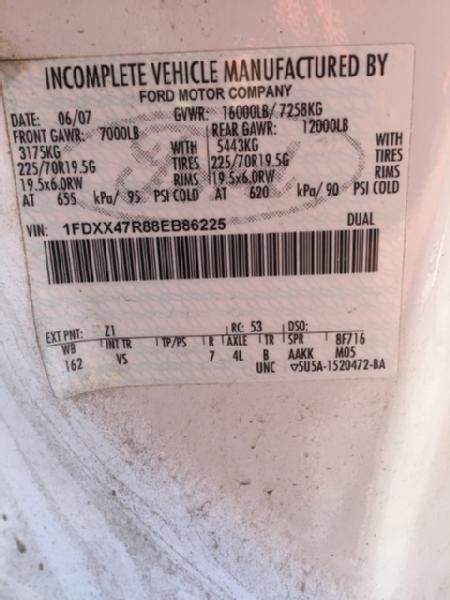 INCOMPLETE VEHICLE MANUFACTURED BY
FORD MOTOR COMPANY
DATE: 06/07 GVWR: 16000LB/ 7258KG
FRONT GAWR: 7000LB REAR GAWR: 12000LB
3175KG WITH 5443KG WITH
225/70R19.5G TIRES 225/70R19.5G TIRES
19.5x6.0RW RIMS 19.5x6.0RW RIMS
AT 655 kPa/ 95 PSI COLD AT 620 kPa/ 90 PSI COLD
VIN: 1FDXX47R88EB86225 DUAL
EXT PNT: Z1 RC: 53 DSO:
WB INT TR TP/PS R AXLE TR SPR 8F716
162 VS 7 4L B AAKK M05
UNC ▽5U5A-1520472-BA